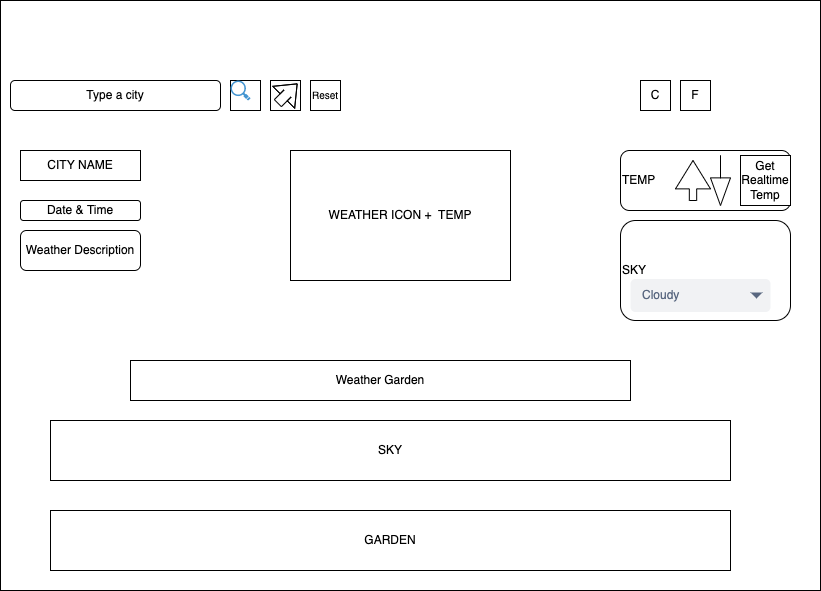 Type a city
Reset
C
F
CITY NAME
Date & Time
Weather Description
WEATHER ICON + TEMP
TEMP
Get
Realtime
Temp
SKY
Cloudy
Weather Garden
SKY
GARDEN